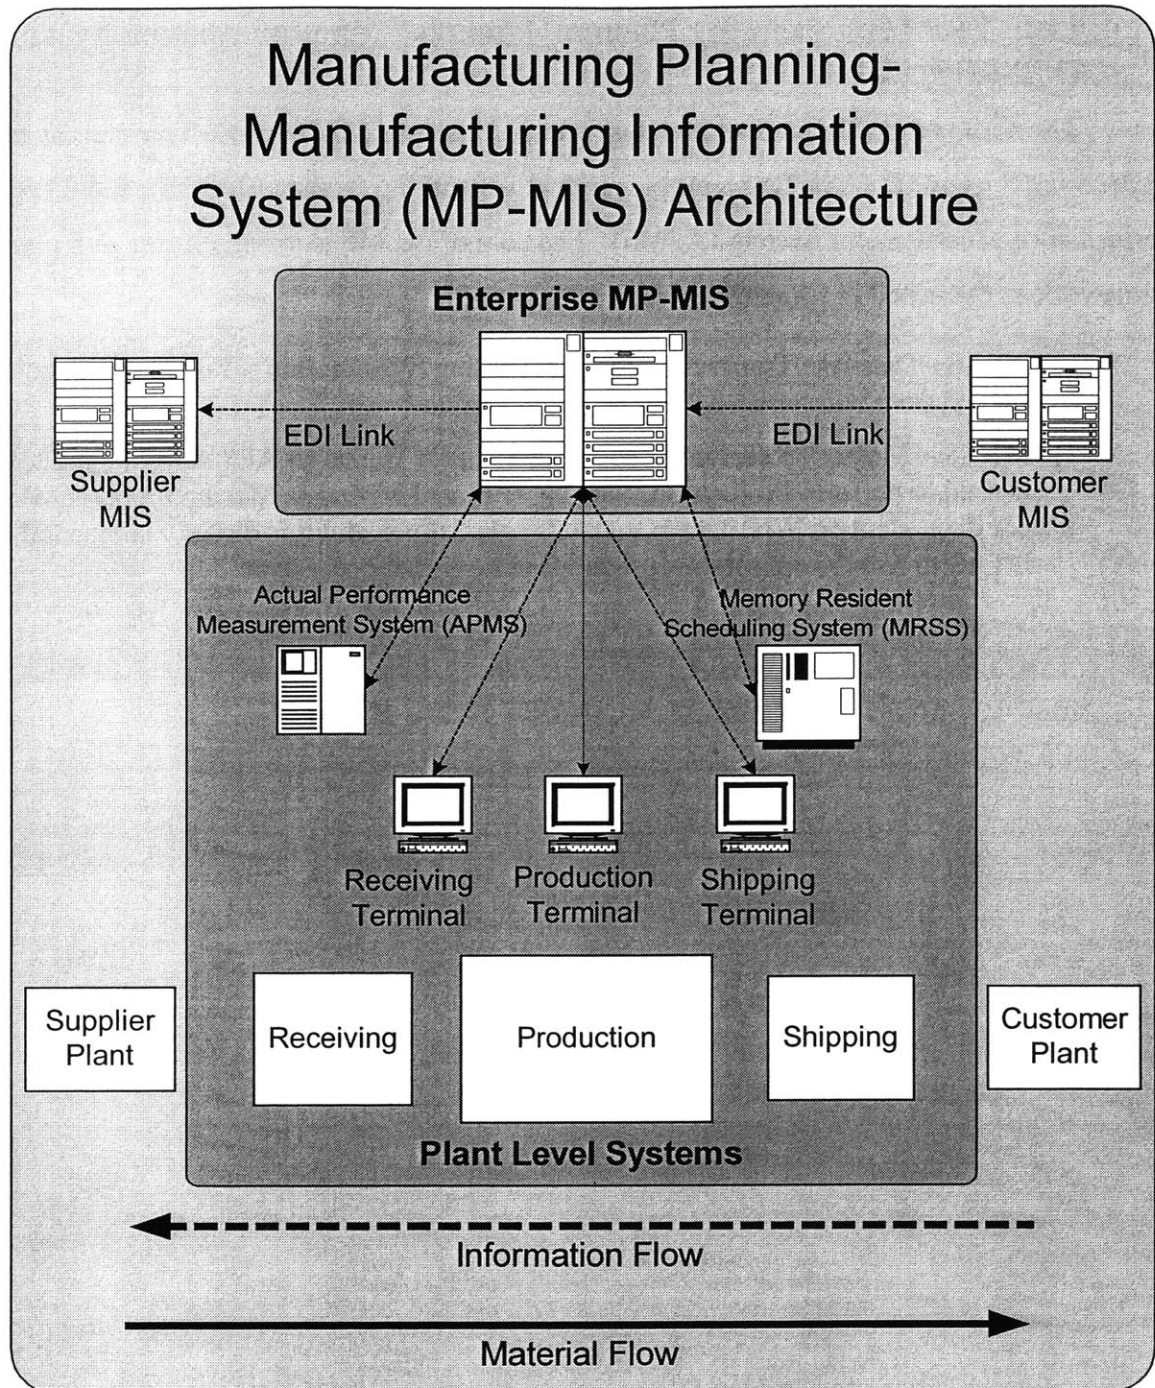 Manufacturing Planning-
Manufacturing Information
System (MP-MIS) Architecture
Enterprise MP-MIS
EDI Link
EDI Link
Supplier
MIS
Customer
MIS
Actual Performance
Measurement System (APMS)
Memory Resident
Scheduling System (MRSS)
Receiving
Terminal
Production
Terminal
Shipping
Terminal
Supplier
Plant
Receiving
Production
Shipping
Customer
Plant
Plant Level Systems
Information Flow
Material Flow